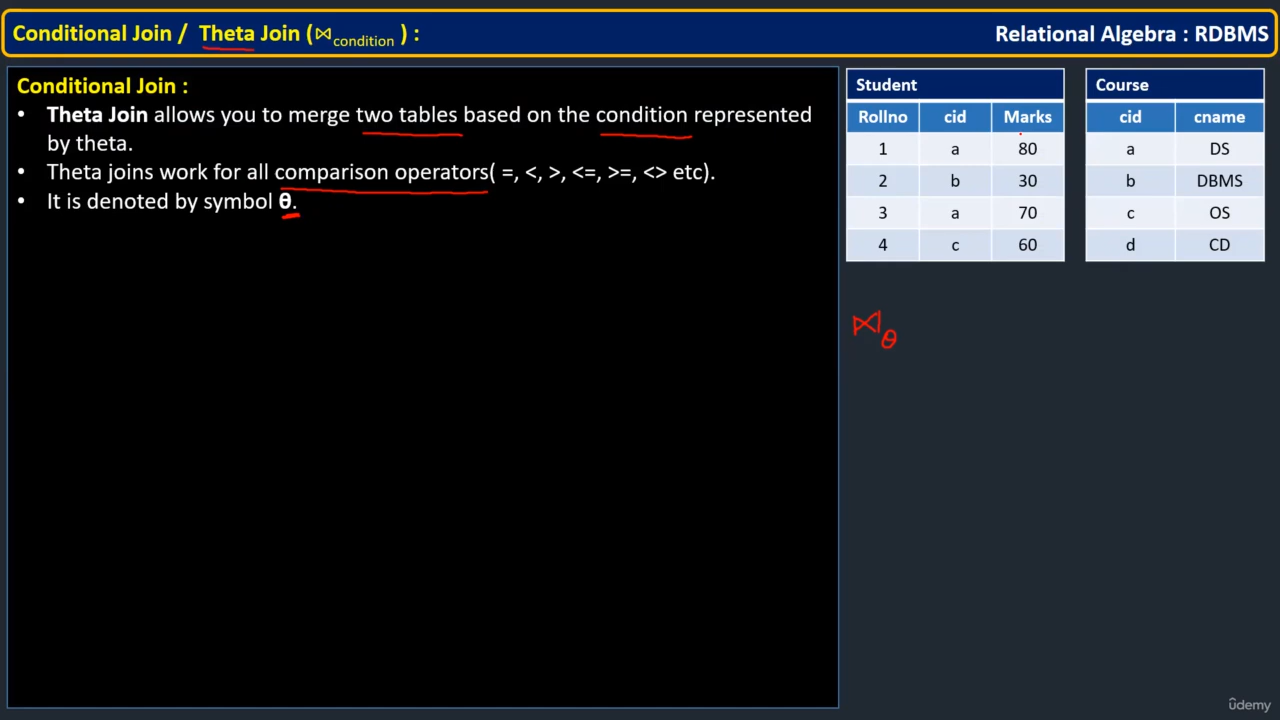 Conditional Join / Theta Join (⋈condition ) :
Relational Algebra : RDBMS
Conditional Join :
• Theta Join allows you to merge two tables based on the condition represented
by theta.
• Theta joins work for all comparison operators( =, <, >, <=, >=, <> etc).
• It is denoted by symbol θ.
Student
Rollno cid Marks
1 a 80
2 b 30
3 a 70
4 c 60
Course
cid cname
a DS
b DBMS
c OS
d CD
⋈θ
ûdemy